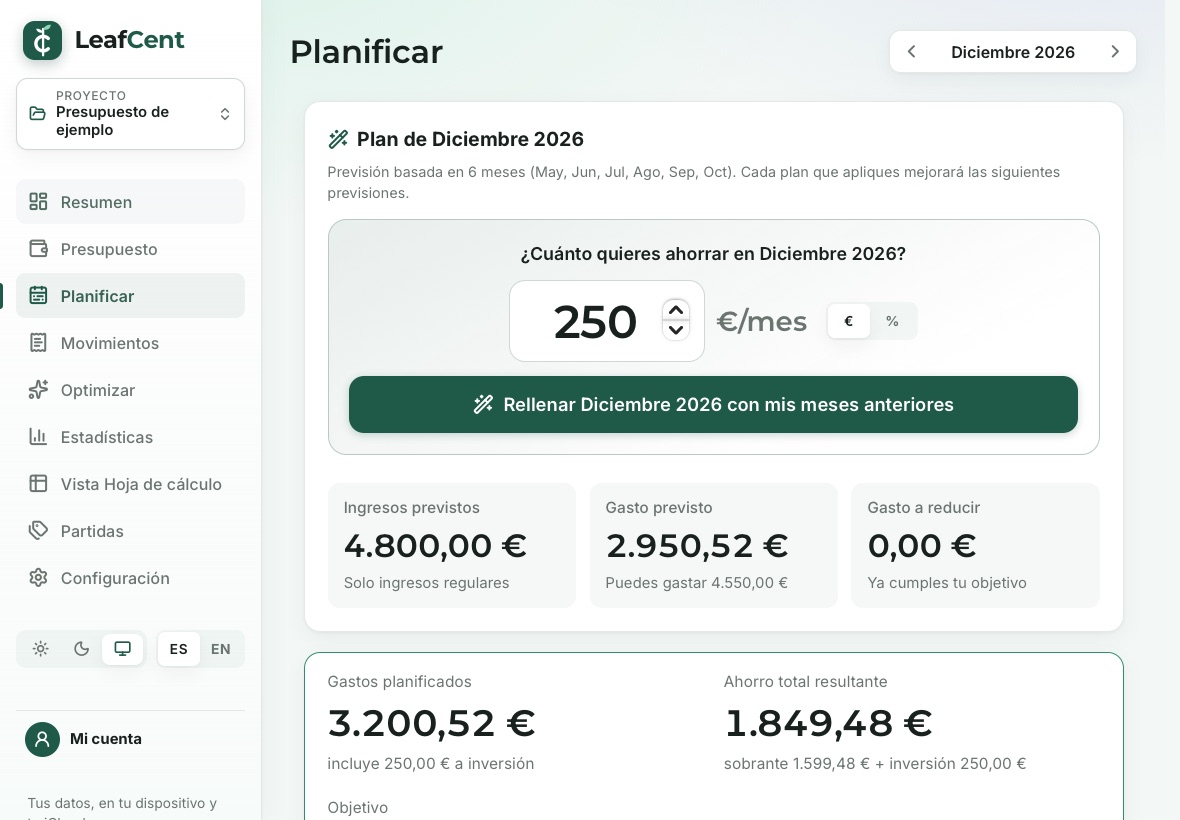 LeafCent
PROYECTO
Presupuesto de
ejemplo
Resumen
Presupuesto
Planificar
Movimientos
Optimizar
Estadísticas
Vista Hoja de cálculo
Partidas
Configuración
ES
EN
Mi cuenta
Tus datos, en tu dispositivo y
Planificar
Diciembre 2026
Plan de Diciembre 2026
Previsión basada en 6 meses (May, Jun, Jul, Ago, Sep, Oct). Cada plan que apliques mejorará las siguientes
previsiones.
¿Cuánto quieres ahorrar en Diciembre 2026?
250 €/mes € %
Rellenar Diciembre 2026 con mis meses anteriores
Ingresos previstos
4.800,00 €
Solo ingresos regulares
Gasto previsto
2.950,52 €
Puedes gastar 4.550,00 €
Gasto a reducir
0,00 €
Ya cumples tu objetivo
Gastos planificados
3.200,52 €
incluye 250,00 € a inversión
Ahorro total resultante
1.849,48 €
sobrante 1.599,48 € + inversión 250,00 €
Objetivo